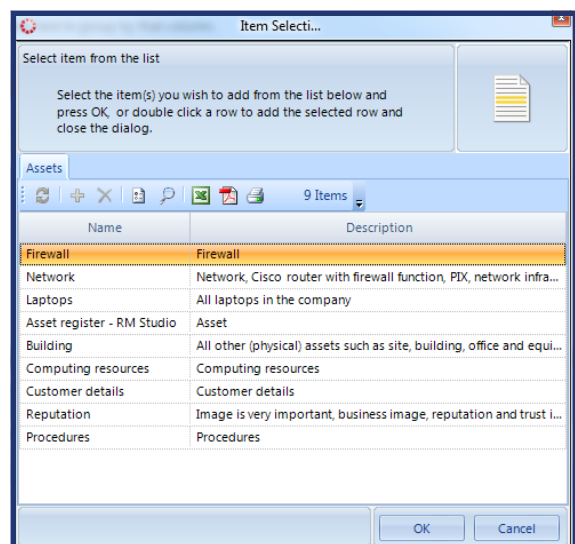 Item Selecti...
Select item from the list
Select the item(s) you wish to add from the list below and
press OK, or double click a row to add the selected row and
close the dialog.
Assets
9 Items
Name Description
Firewall Firewall
Network Network, Cisco router with firewall function, PIX, network infra...
Laptops All laptops in the company
Asset register - RM Studio Asset
Building All other (physical) assets such as site, building, office and equi...
Computing resources Computing resources
Customer details Customer details
Reputation Image is very important, business image, reputation and trust i...
Procedures Procedures
OK Cancel